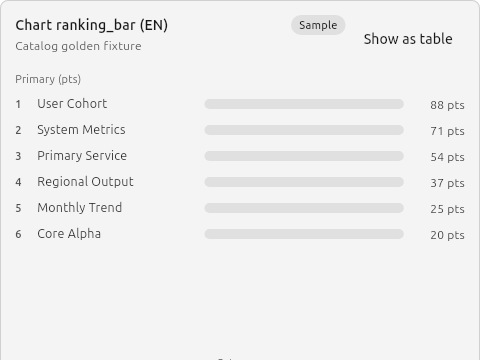 Chart ranking_bar (EN)
Sample
Show as table
Catalog golden fixture
Primary (pts)
1 User Cohort 88 pts
2 System Metrics 71 pts
3 Primary Service 54 pts
4 Regional Output 37 pts
5 Monthly Trend 25 pts
6 Core Alpha 20 pts